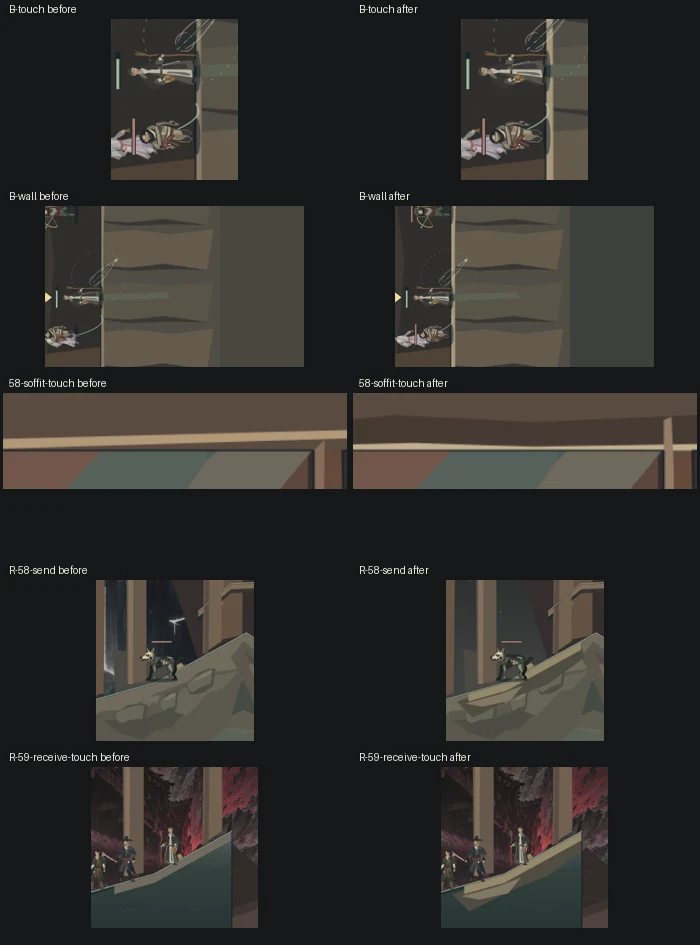 B-touch before
B-touch after
B-wall before
B-wall after
58-soffit-touch before
58-soffit-touch after
R-58-send before
R-58-send after
R-59-receive-touch before
R-59-receive-touch after